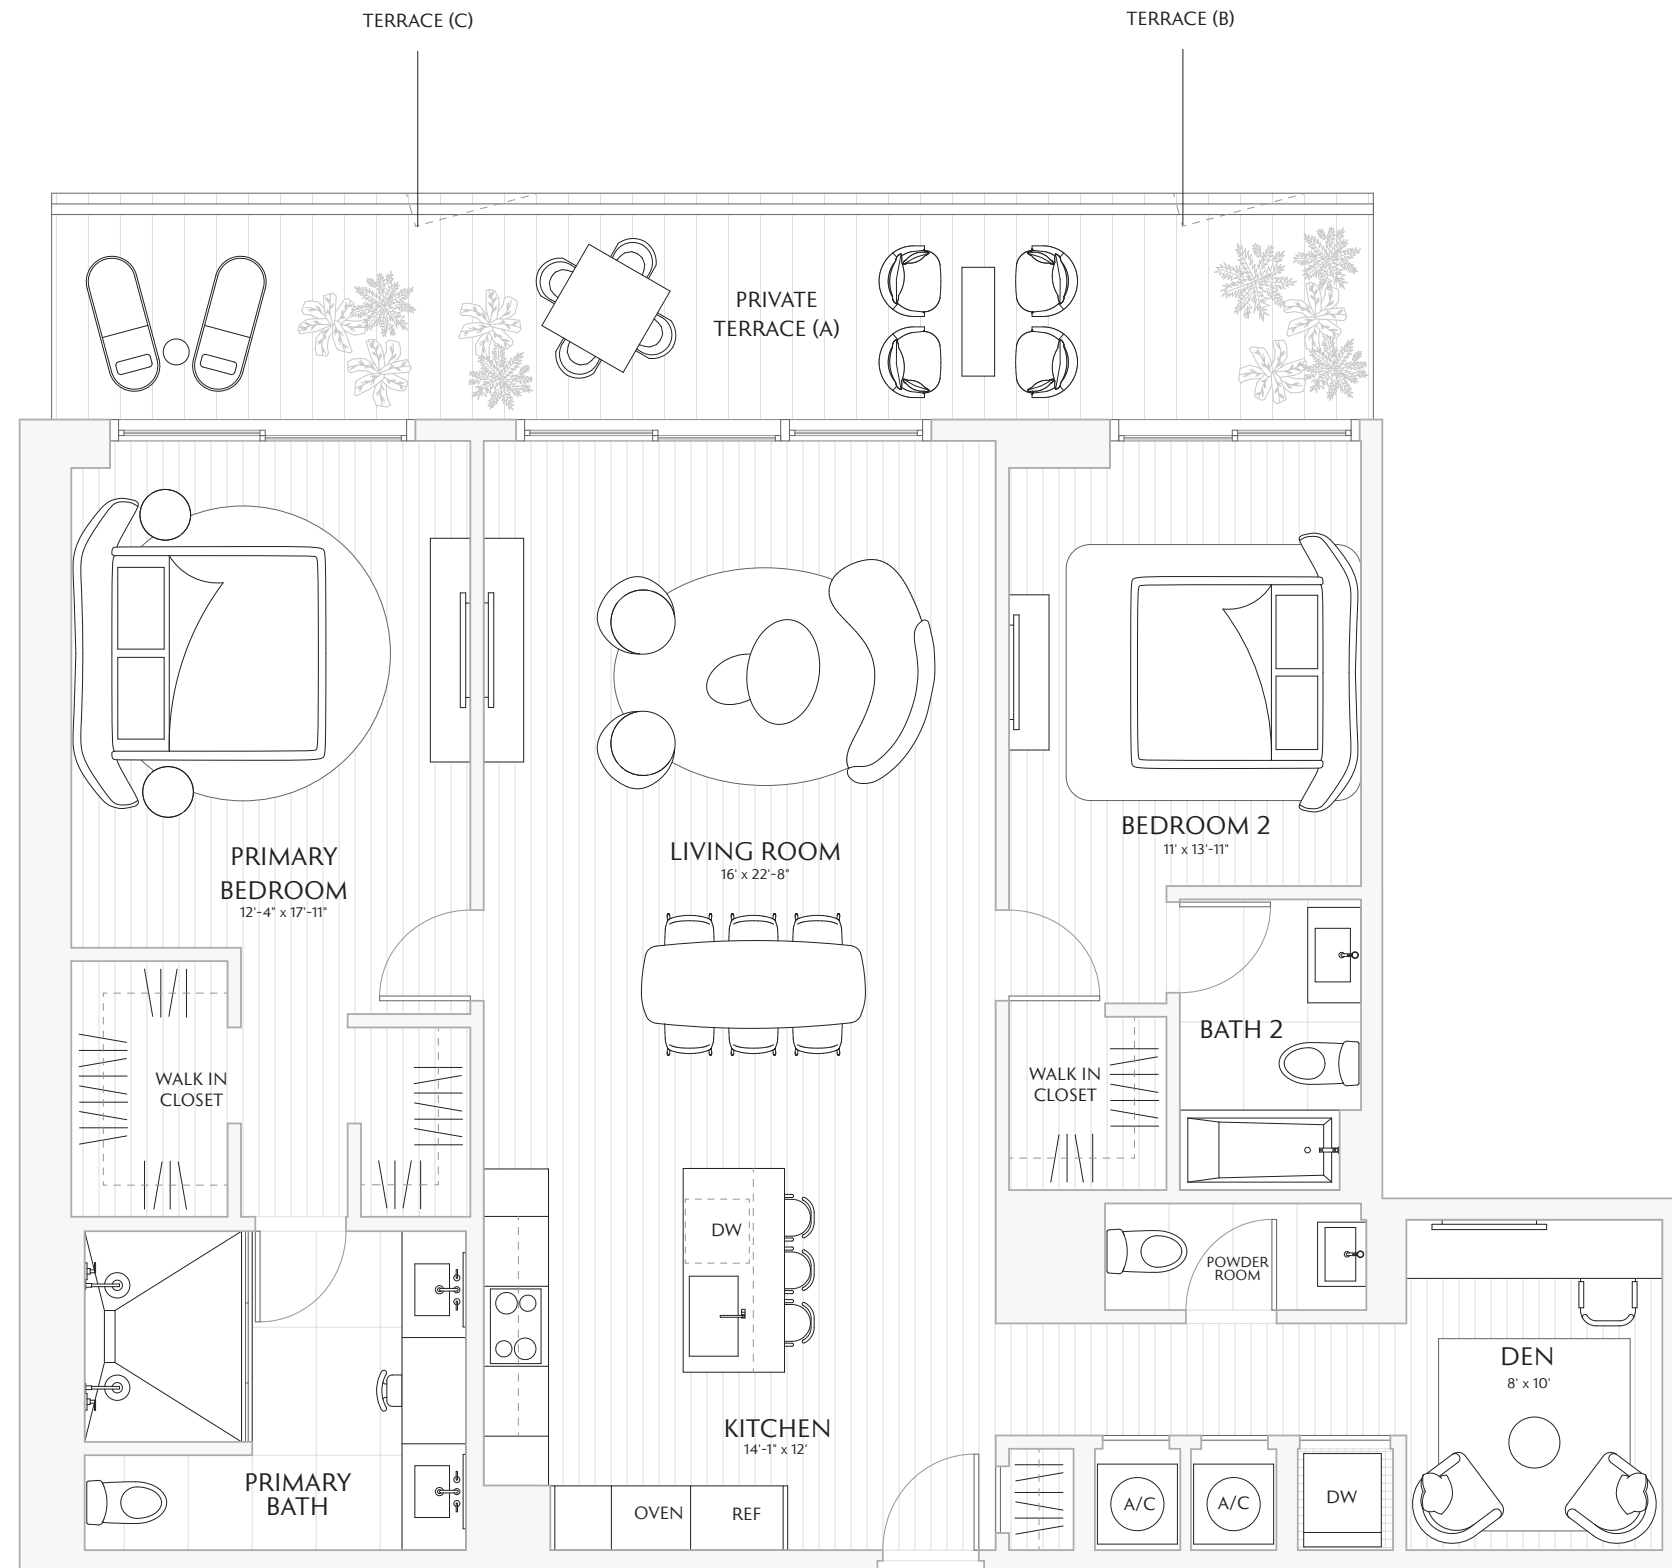 TERRACE (C)
TERRACE (B)
PRIVATE
TERRACE (A)
PRIMARY
BEDROOM
12'-4" x 17'-11"
LIVING ROOM
16' x 22'-8"
BEDROOM 2
11' x 13'-11"
BATH 2
WALK IN
CLOSET
WALK IN
CLOSET
DW
POWDER
ROOM
DEN
8' x 10'
KITCHEN
14'-1" x 12'
PRIMARY
BATH
OVEN
REF
A/C
A/C
DW